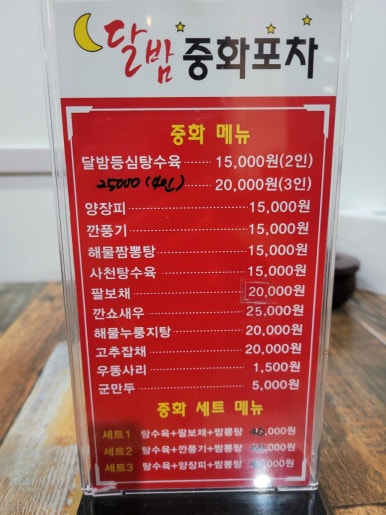 달밤 중화포차
중화 메뉴
달밤등심탕수육 15,000원(2인)
25000 (4인) 20,000원(3인)
양장피 15,000원
깐풍기 15,000원
해물짬뽕탕 15,000원
사천탕수육 15,000원
팔보채 20,000원
깐쇼새우 25,000원
해물누룽지탕 20,000원
고추잡채 20,000원
우동사리 1,500원
군만두 5,000원
중화 세트 메뉴
세트1 탕수육+팔보채+짬뽕탕
세트2 탕수육+깐풍기+짬뽕탕
세트3 탕수육+양장피+짬뽕탕